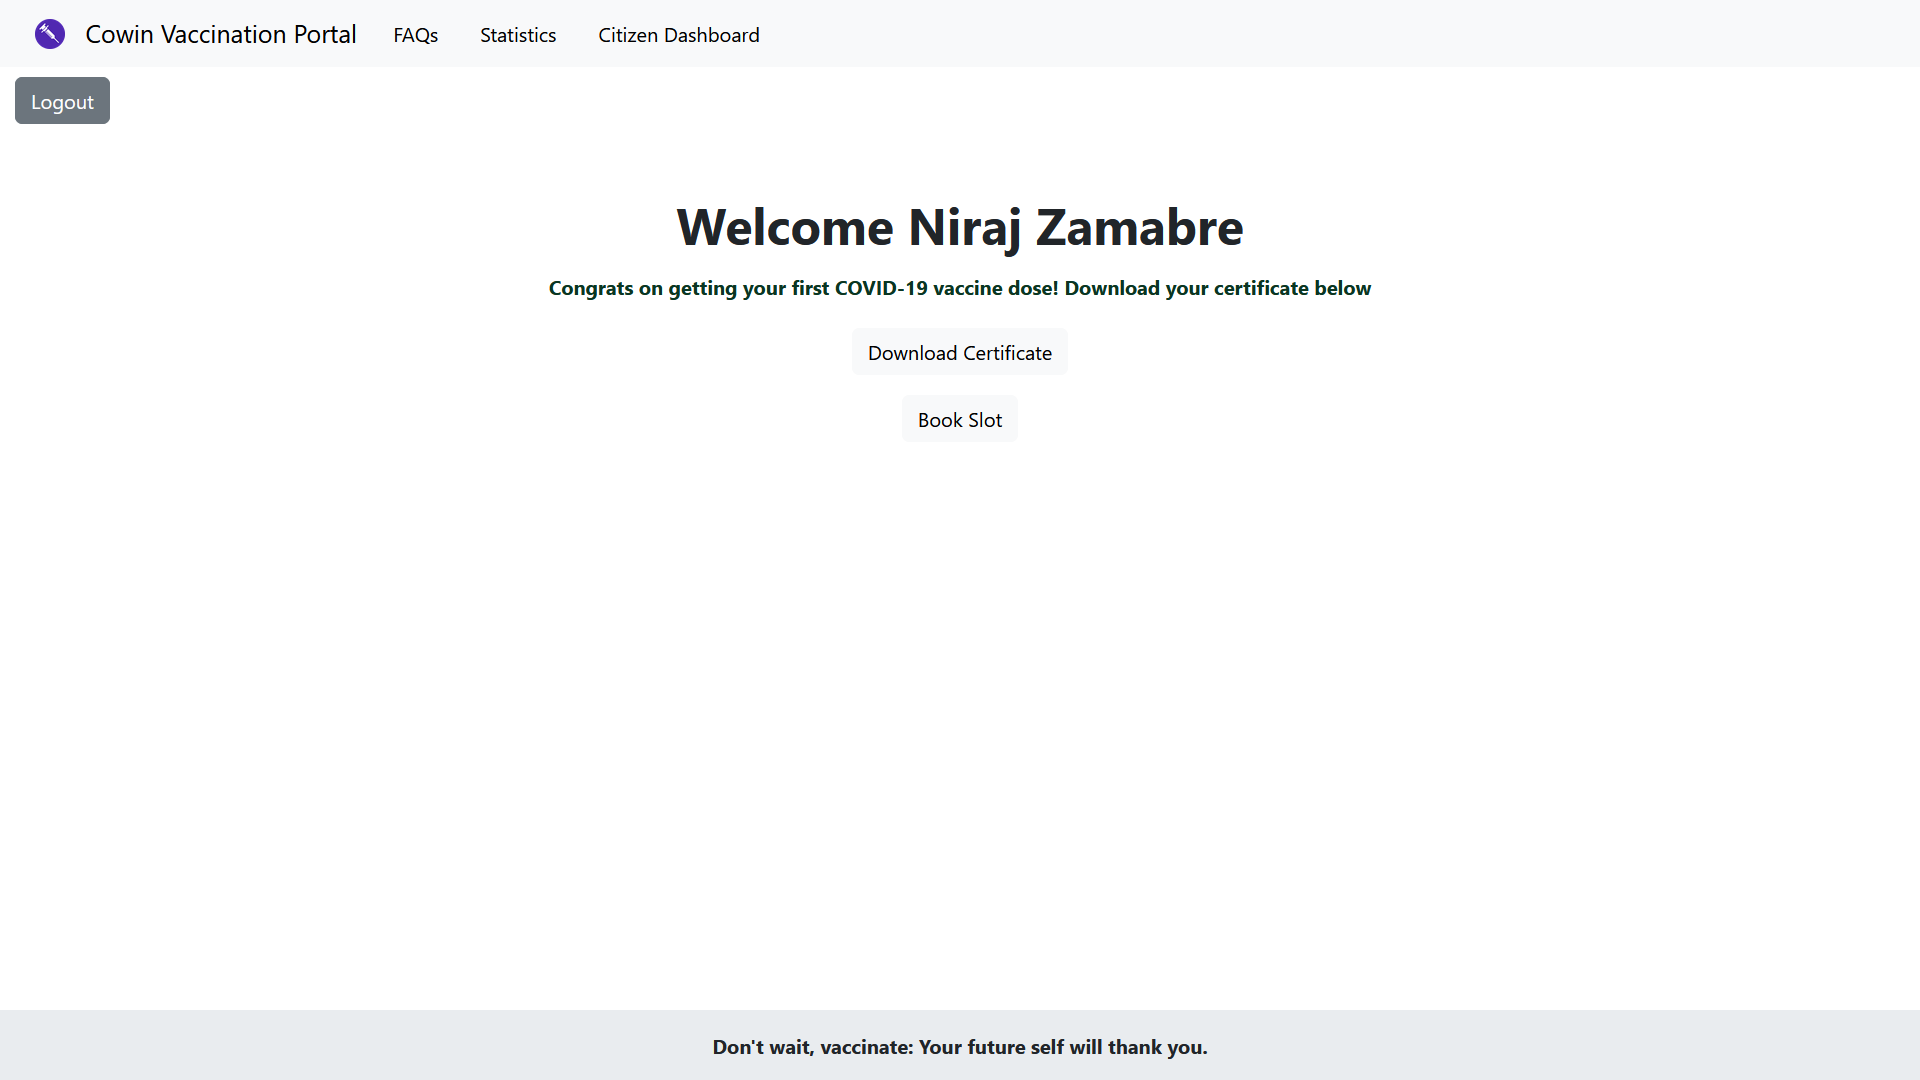 Cowin Vaccination Portal FAQs Statistics Citizen Dashboard
Logout
Welcome Niraj Zamabre
Congrats on getting your first COVID-19 vaccine dose! Download your certificate below
Download Certificate
Book Slot
Don't wait, vaccinate: Your future self will thank you.